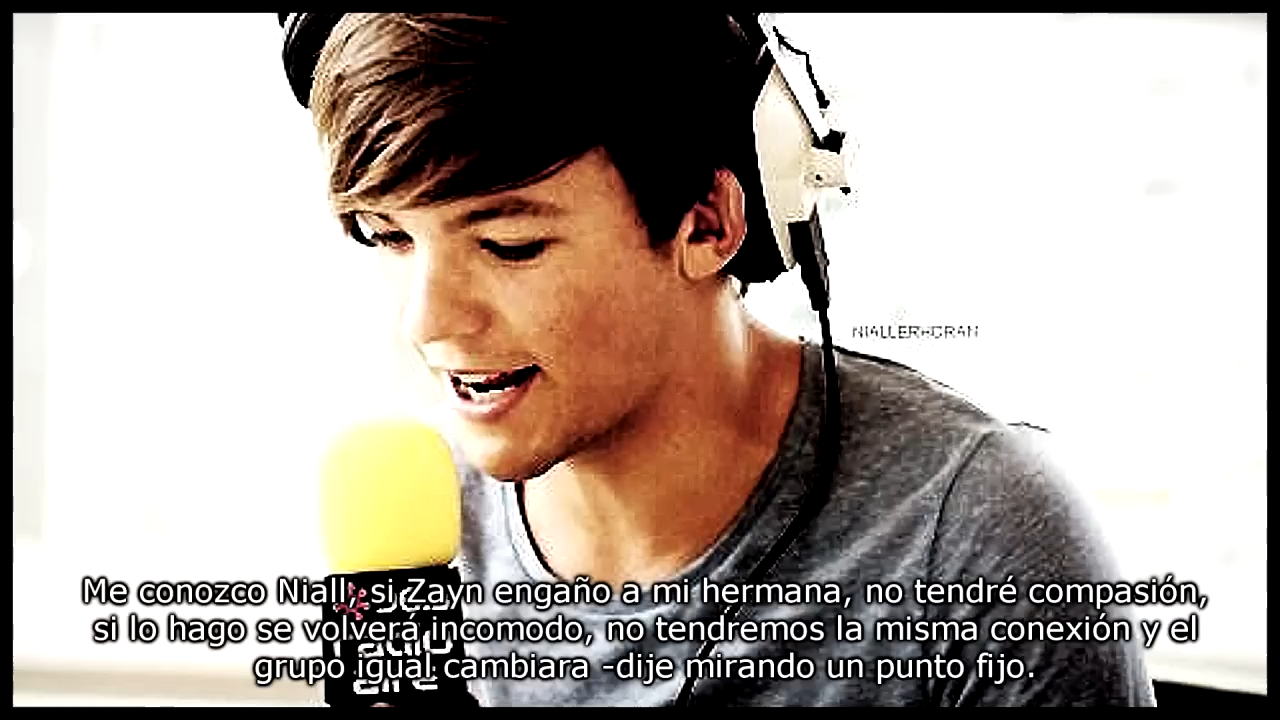 NIALLERHORAN
Me conozco Niall, si Zayn engaño a mi hermana, no tendré compasión,
si lo hago se volverá incomodo, no tendremos la misma conexión y el
grupo igual cambiara -dije mirando un punto fijo.